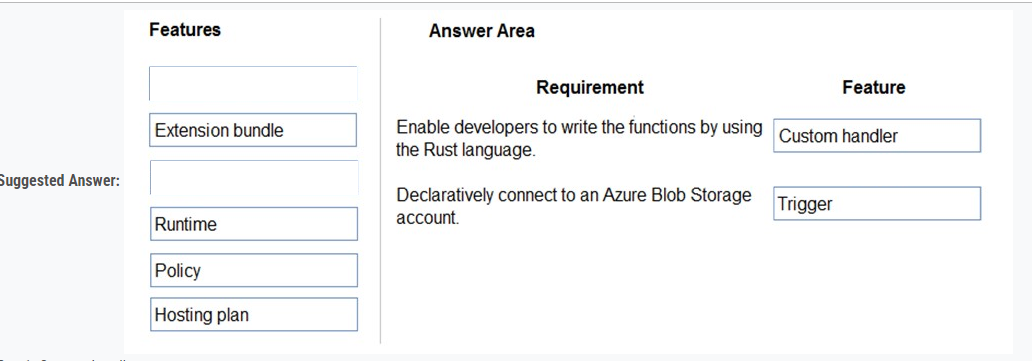 Features
Answer Area
Requirement
Feature
Extension bundle
Enable developers to write the functions by using
the Rust language.
Custom handler
Suggested Answer:
Declaratively connect to an Azure Blob Storage
account.
Trigger
Runtime
Policy
Hosting plan